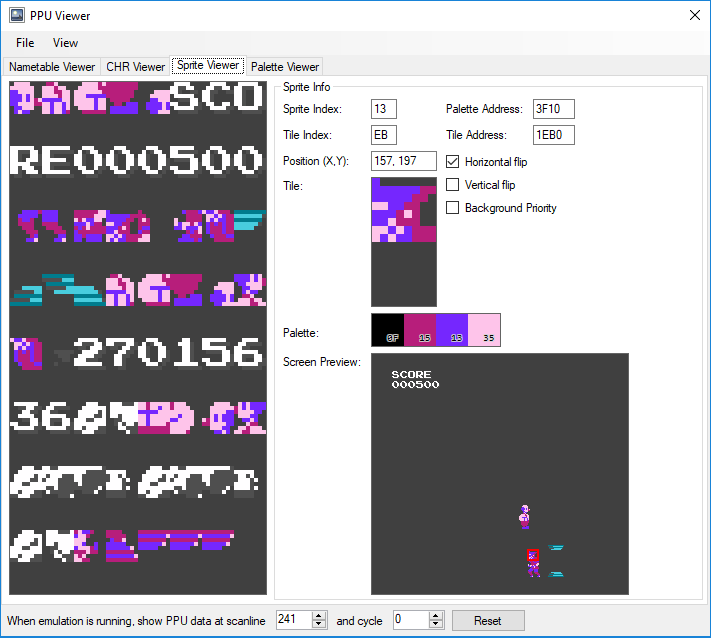 PPU Viewer
File View
Nametable Viewer CHR Viewer Sprite Viewer Palette Viewer
SCO
RE000500
270156
360
Sprite Info
Sprite Index: 13 Palette Address: 3F10
Tile Index: EB Tile Address: 1EB0
Position (X,Y): 157, 197 Horizontal flip
Tile: Vertical flip
Background Priority
Palette: 0F 15 13 35
Screen Preview:
SCORE
000500
When emulation is running, show PPU data at scanline 241 and cycle 0 Reset